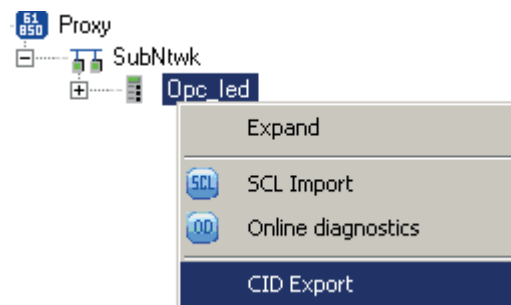 61
850 Proxy
SubNtwk
Opc_led
Expand
SCL SCL Import
OD Online diagnostics
CID Export